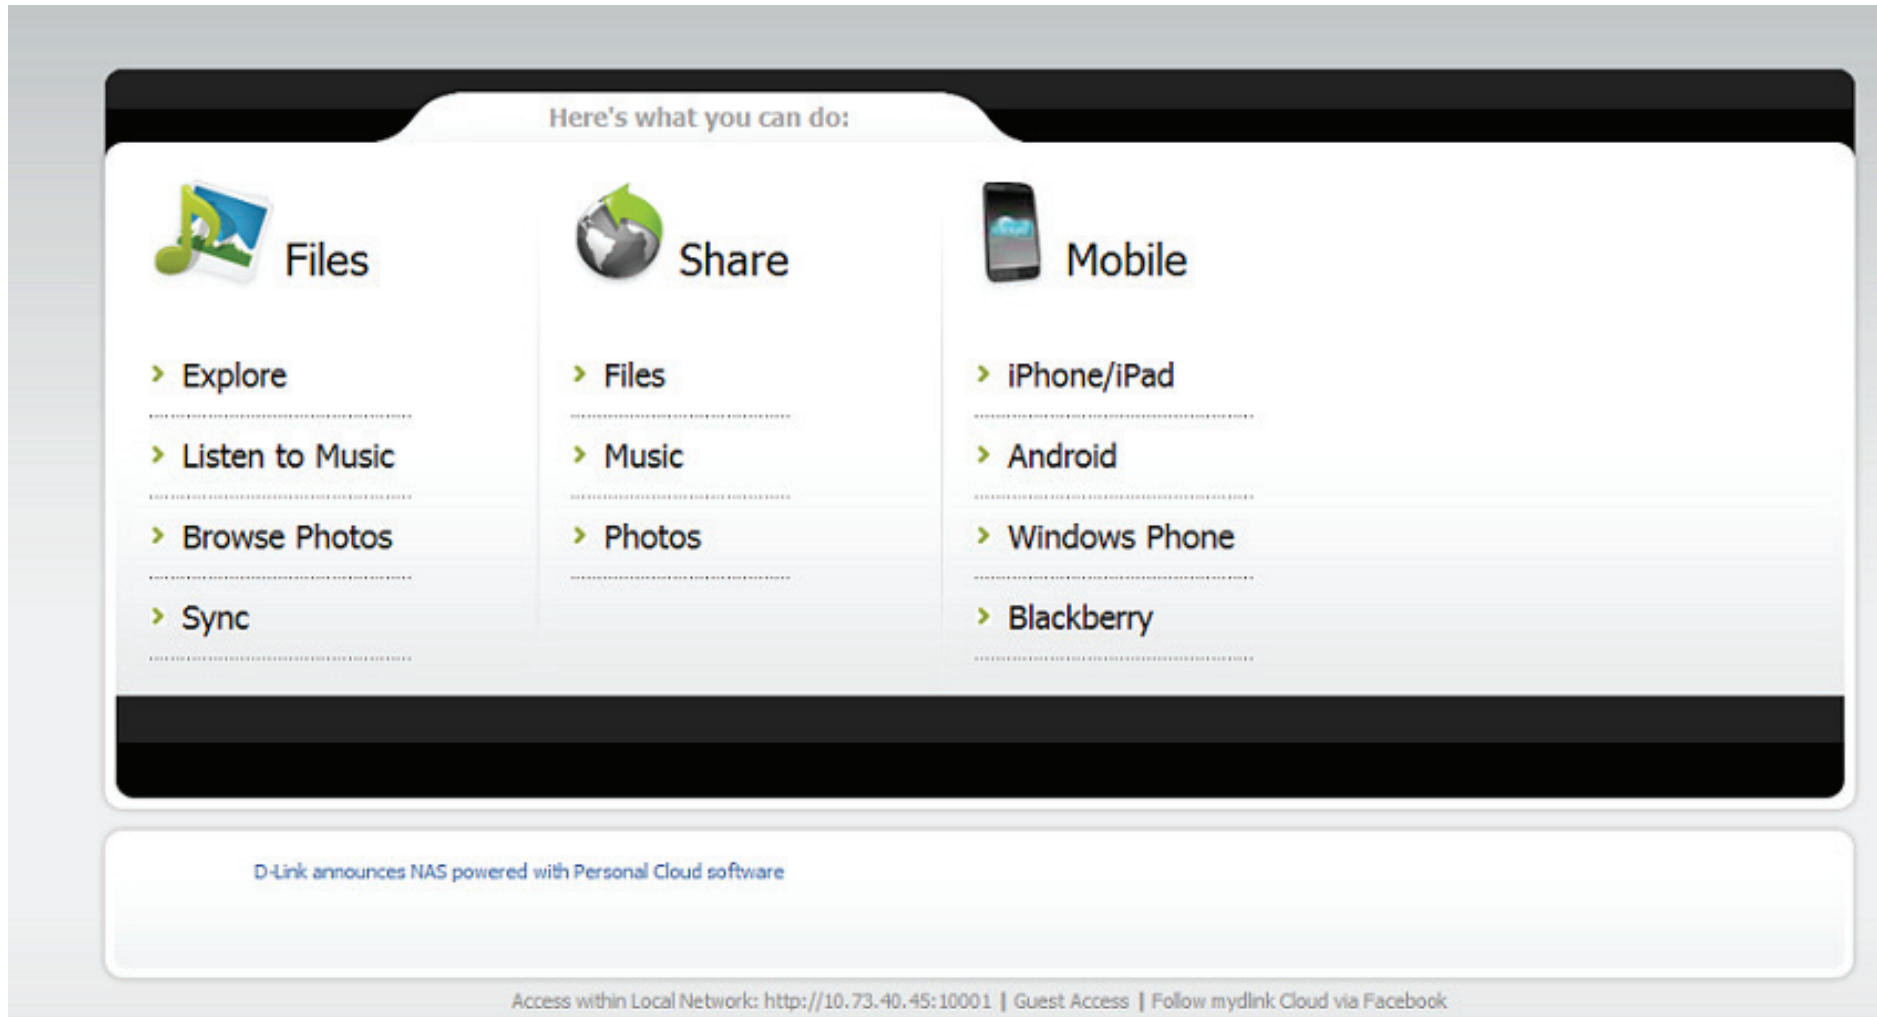 Here's what you can do:
Files
Explore
Listen to Music
Browse Photos
Sync
Share
Files
Music
Photos
cloud
Mobile
iPhone/iPad
Android
Windows Phone
Blackberry
D-Link announces NAS powered with Personal Cloud software
Access within Local Network: http://10.73.40.45:10001 | Guest Access | Follow mydlink Cloud via Facebook